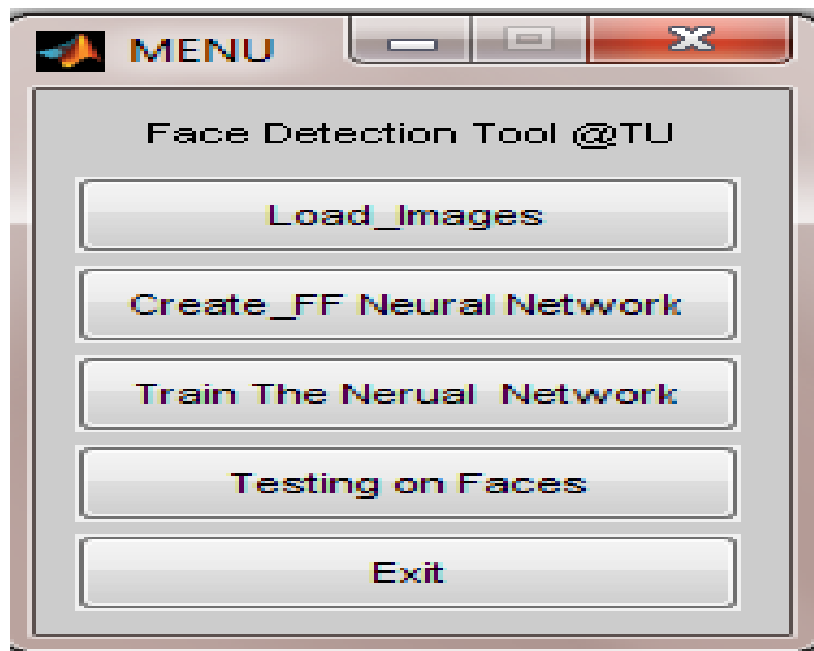 MENU
Face Detection Tool @TU
Load_Images
Create_FF Neural Network
Train The Nerual Network
Testing on Faces
Exit